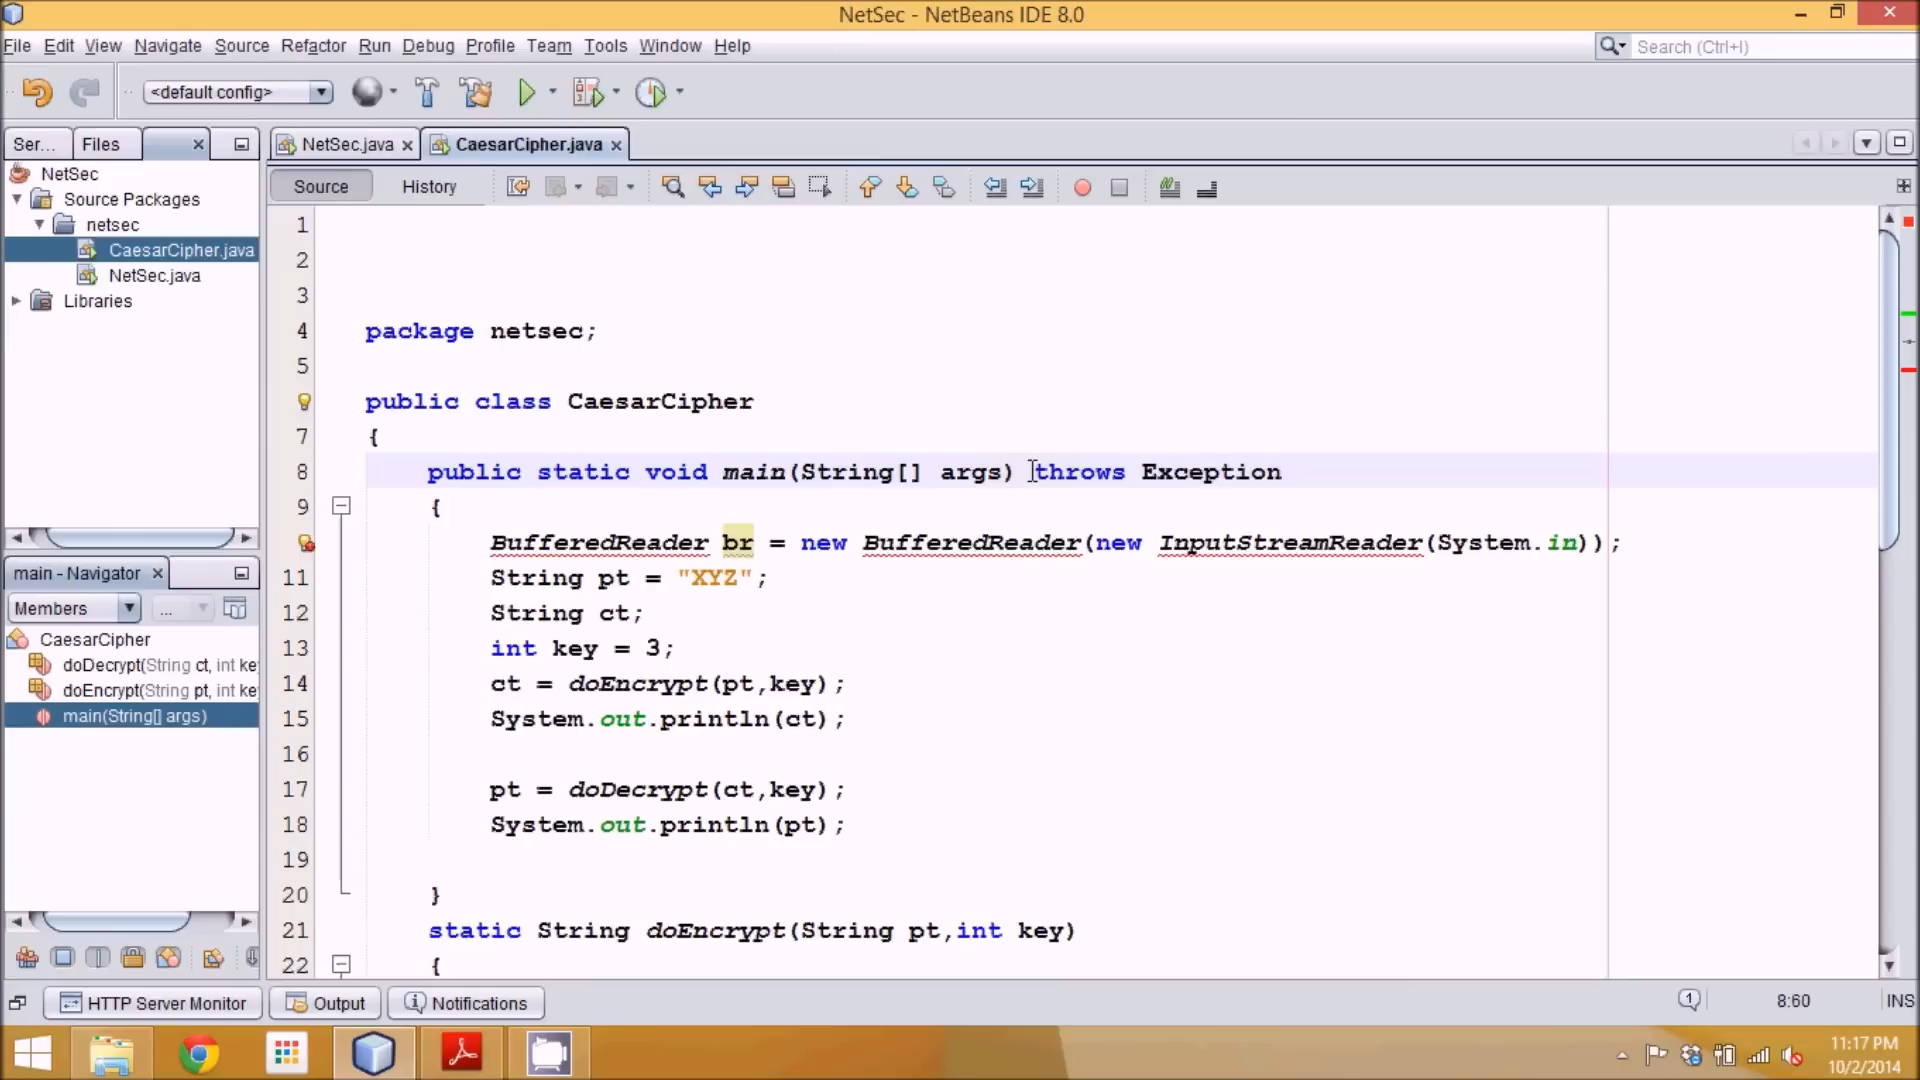 NetSec - NetBeans IDE 8.0
File Edit View Navigate Source Refactor Run Debug Profile Team Tools Window Help
Search (Ctrl+I)
<default config>
Ser... Files
NetSec.java CaesarCipher.java
NetSec
Source Packages
netsec
CaesarCipher.java
NetSec.java
Libraries
Source History
1
2
3
4 package netsec;
5
public class CaesarCipher
7 {
8 public static void main(String[] args) throws Exception
9 {
BufferedReader br = new BufferedReader(new InputStreamReader(System.in));
11 String pt = "XYZ";
12 String ct;
13 int key = 3;
14 ct = doEncrypt(pt,key);
15 System.out.println(ct);
16
17 pt = doDecrypt(ct,key);
18 System.out.println(pt);
19
20 }
21 static String doEncrypt(String pt,int key)
22 {
main - Navigator
Members ...
CaesarCipher
doDecrypt(String ct, int ke
doEncrypt(String pt, int ke
main(String[] args)
HTTP Server Monitor Output Notifications
1 8:60 INS
11:17 PM
10/2/2014